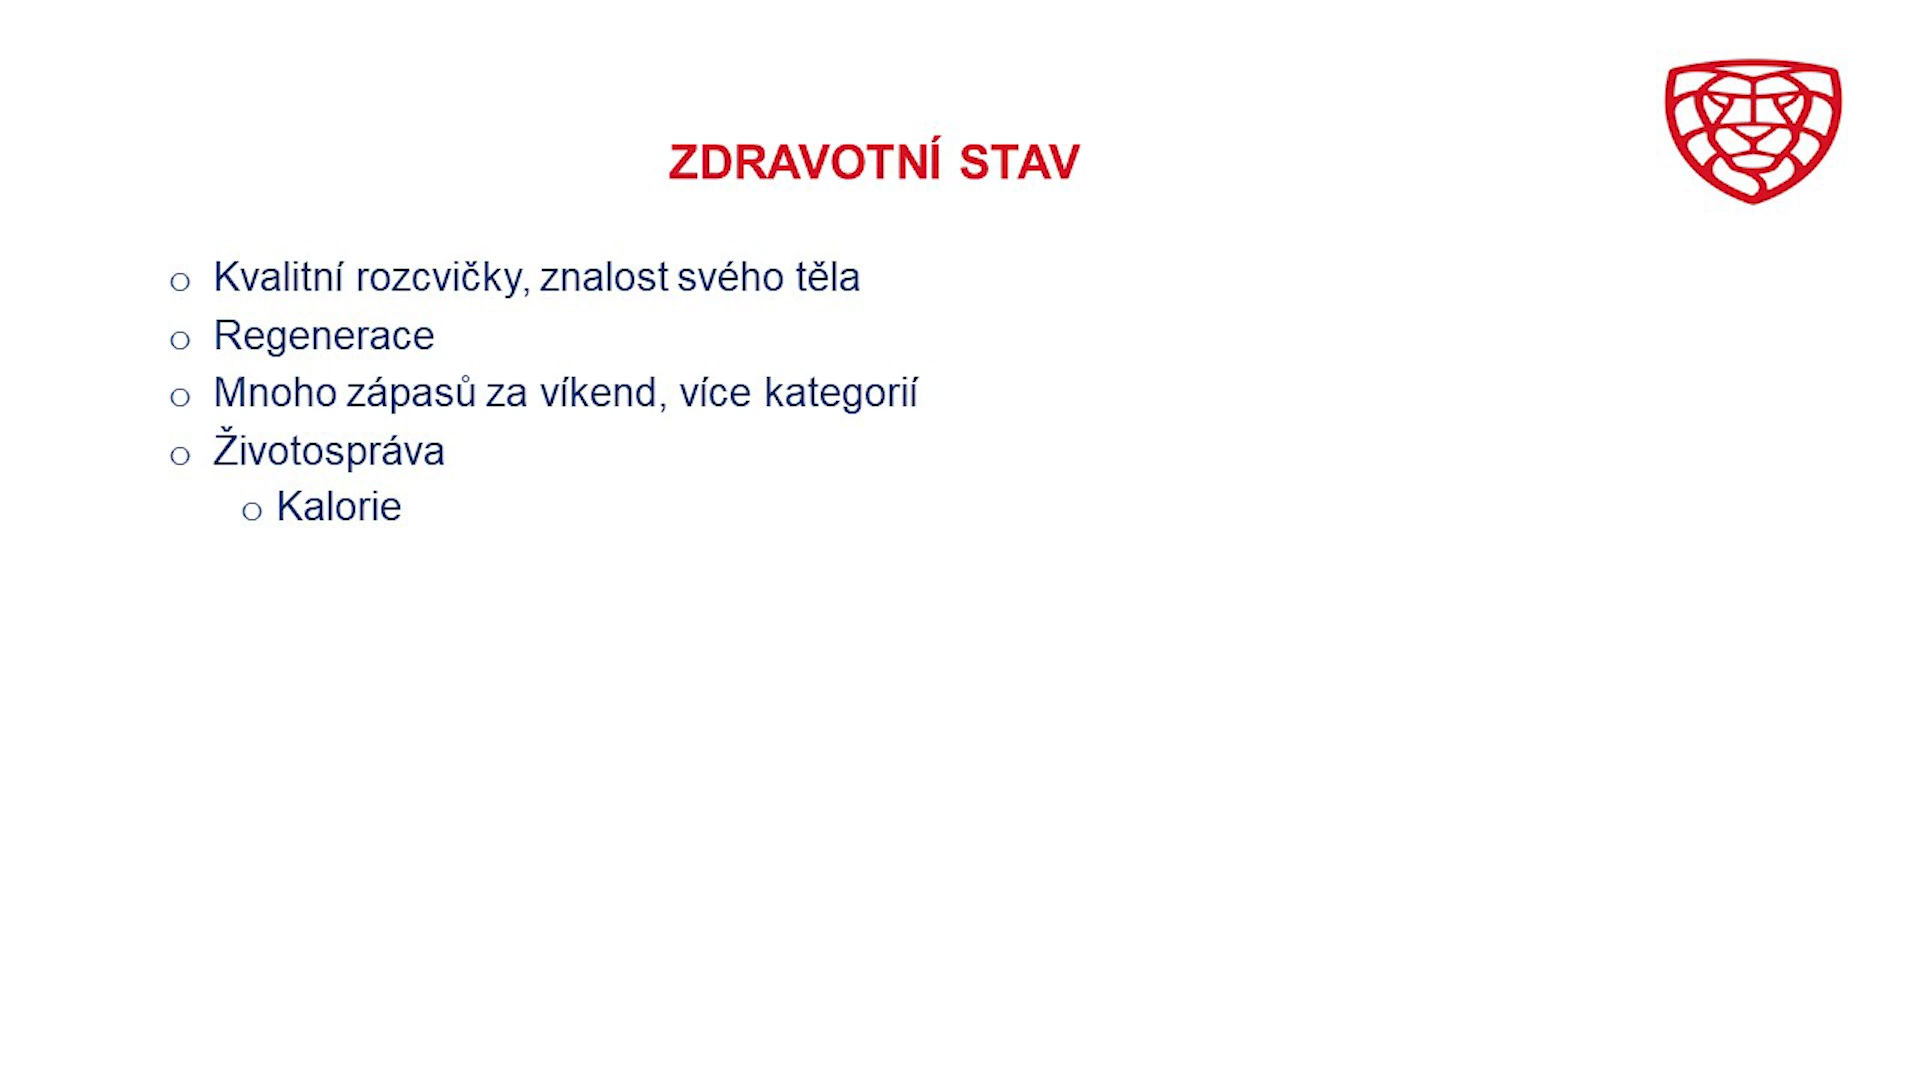 ZDRAVOTNÍ STAV
o Kvalitní rozcvičky, znalost svého těla
o Regenerace
o Mnoho zápasů za víkend, více kategorií
o Životospráva
o Kalorie